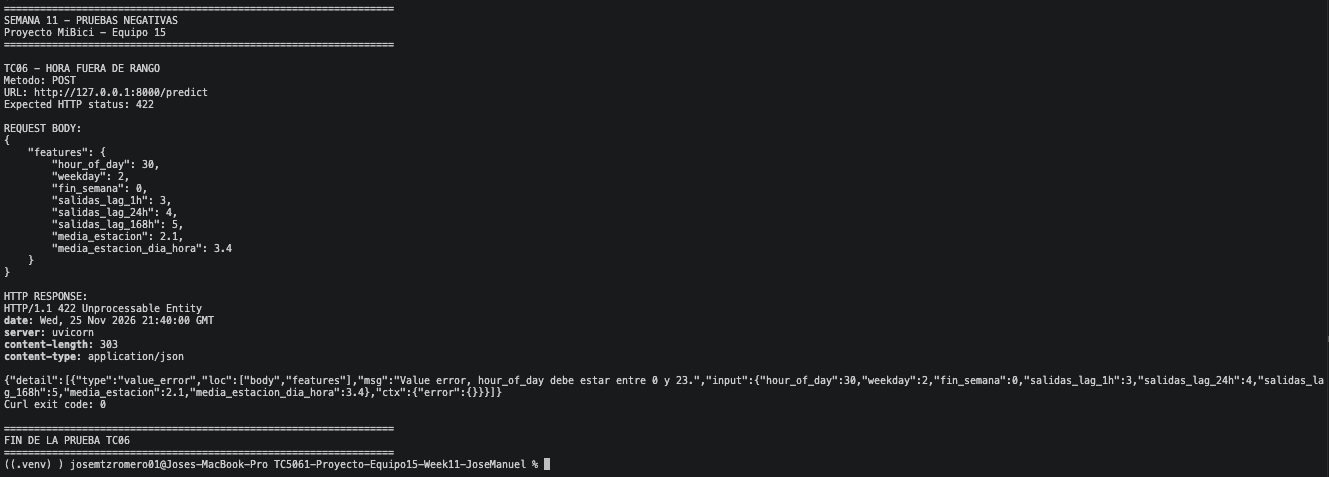 =================================================================
SEMANA 11 - PRUEBAS NEGATIVAS
Proyecto MiBici - Equipo 15
=================================================================
TC06 - HORA FUERA DE RANGO
Metodo: POST
URL: http://127.0.0.1:8000/predict
Expected HTTP status: 422
REQUEST BODY:
{
    "features": {
        "hour_of_day": 30,
        "weekday": 2,
        "fin_semana": 0,
        "salidas_lag_1h": 3,
        "salidas_lag_24h": 4,
        "salidas_lag_168h": 5,
        "media_estacion": 2.1,
        "media_estacion_dia_hora": 3.4
    }
}
HTTP RESPONSE:
HTTP/1.1 422 Unprocessable Entity
date: Wed, 25 Nov 2026 21:40:00 GMT
server: uvicorn
content-length: 303
content-type: application/json
{"detail":[{"type":"value_error","loc":["body","features"],"msg":"Value error, hour_of_day debe estar entre 0 y 23.","input":{"hour_of_day":30,"weekday":2,"fin_semana":0,"salidas_lag_1h":3,"salidas_lag_24h":4,"salidas_la
g_168h":5,"media_estacion":2.1,"media_estacion_dia_hora":3.4},"ctx":{"error":{}}}]}
Curl exit code: 0
=================================================================
FIN DE LA PRUEBA TC06
=================================================================
((.venv) ) josemtzromero01@Joses-MacBook-Pro TC5061-Proyecto-Equipo15-Week11-JoseManuel %